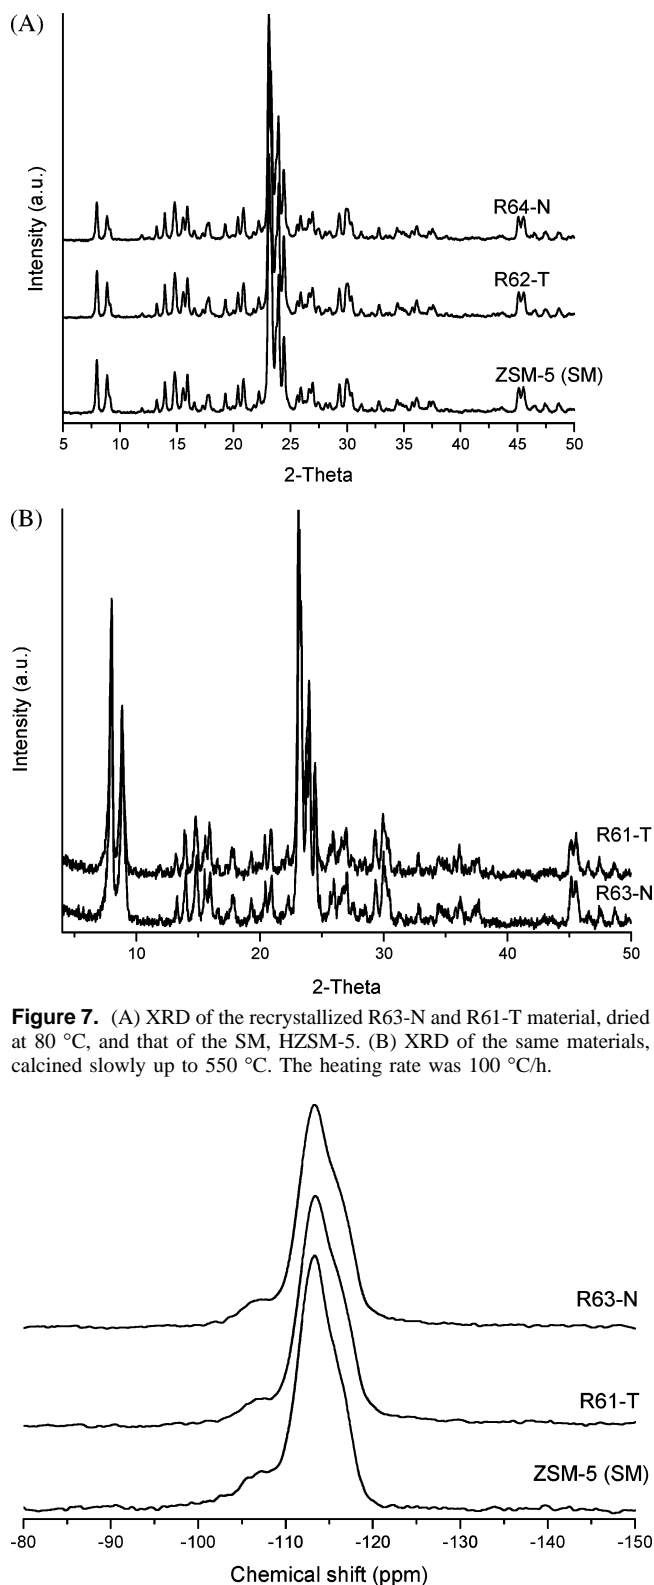 (A)
Intensity (a.u.)
R64-N
R62-T
ZSM-5 (SM)
5 10 15 20 25 30 35 40 45 50
2-Theta
(B)
Intensity (a.u.)
R61-T
R63-N
10 20 30 40 50
2-Theta
Figure 7. (A) XRD of the recrystallized R63-N and R61-T material, dried
at 80 °C, and that of the SM, HZSM-5. (B) XRD of the same materials,
calcined slowly up to 550 °C. The heating rate was 100 °C/h.
R63-N
R61-T
ZSM-5 (SM)
-80 -90 -100 -110 -120 -130 -140 -150
Chemical shift (ppm)